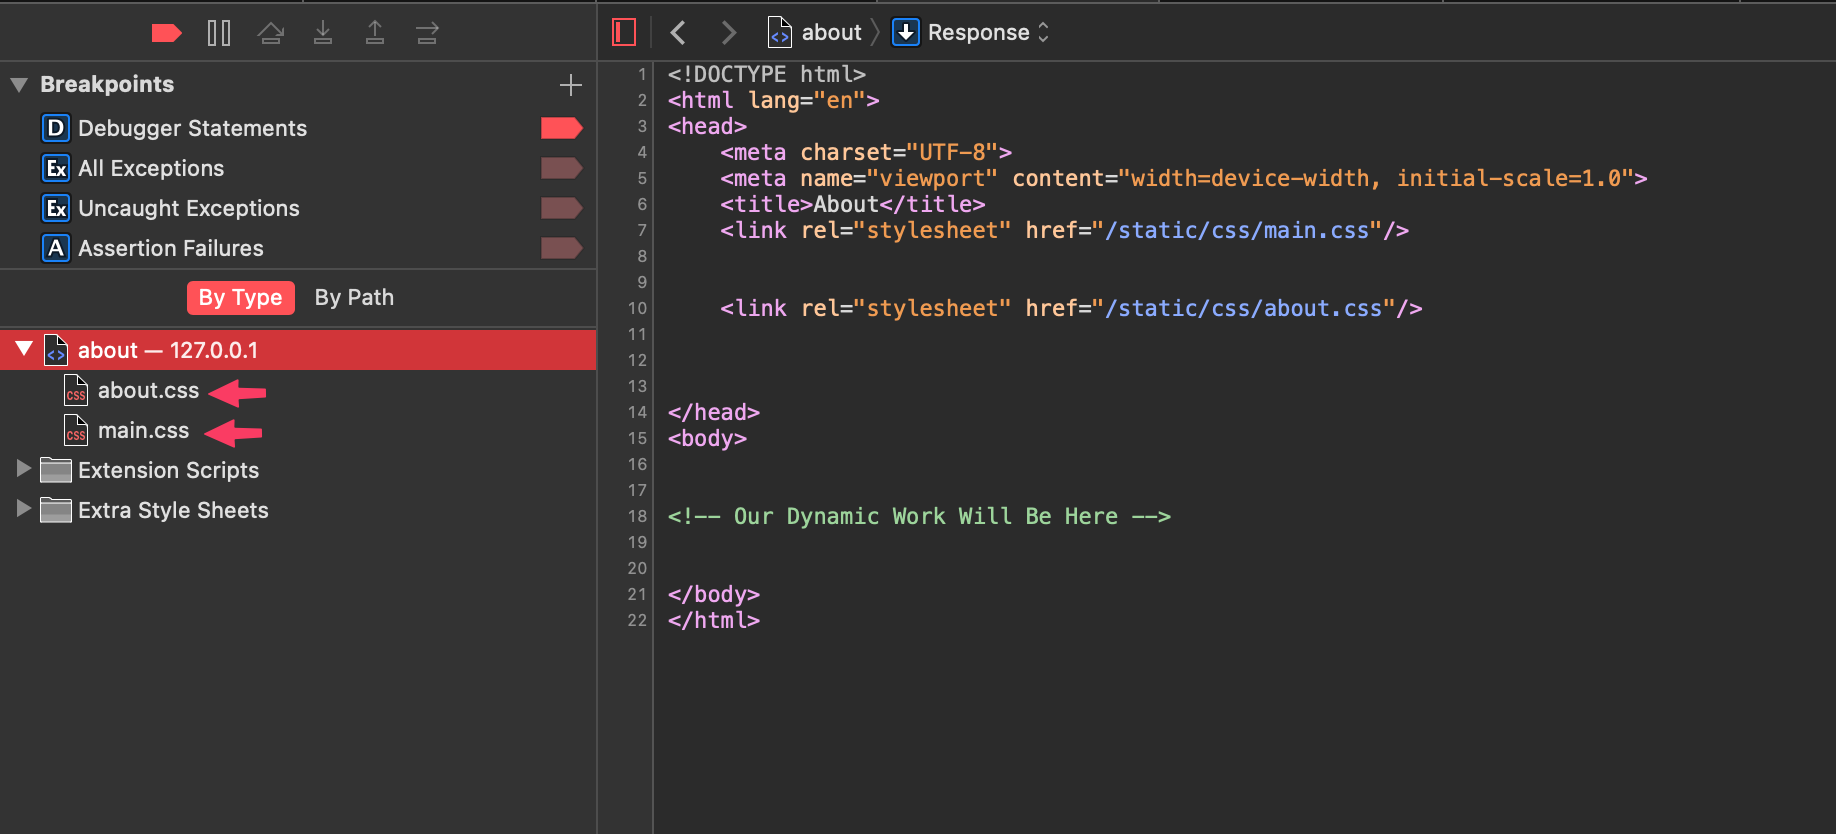 about
Response
Breakpoints
D Debugger Statements
Ex All Exceptions
Ex Uncaught Exceptions
A Assertion Failures
By Type By Path
<> about — 127.0.0.1
css about.css
css main.css
Extension Scripts
Extra Style Sheets
1 <!DOCTYPE html>
2 <html lang="en">
3 <head>
4     <meta charset="UTF-8">
5     <meta name="viewport" content="width=device-width, initial-scale=1.0">
6     <title>About</title>
7     <link rel="stylesheet" href="/static/css/main.css"/>
8
9
10     <link rel="stylesheet" href="/static/css/about.css"/>
11
12
13
14 </head>
15 <body>
16
17
18 <!-- Our Dynamic Work Will Be Here -->
19
20
21 </body>
22 </html>